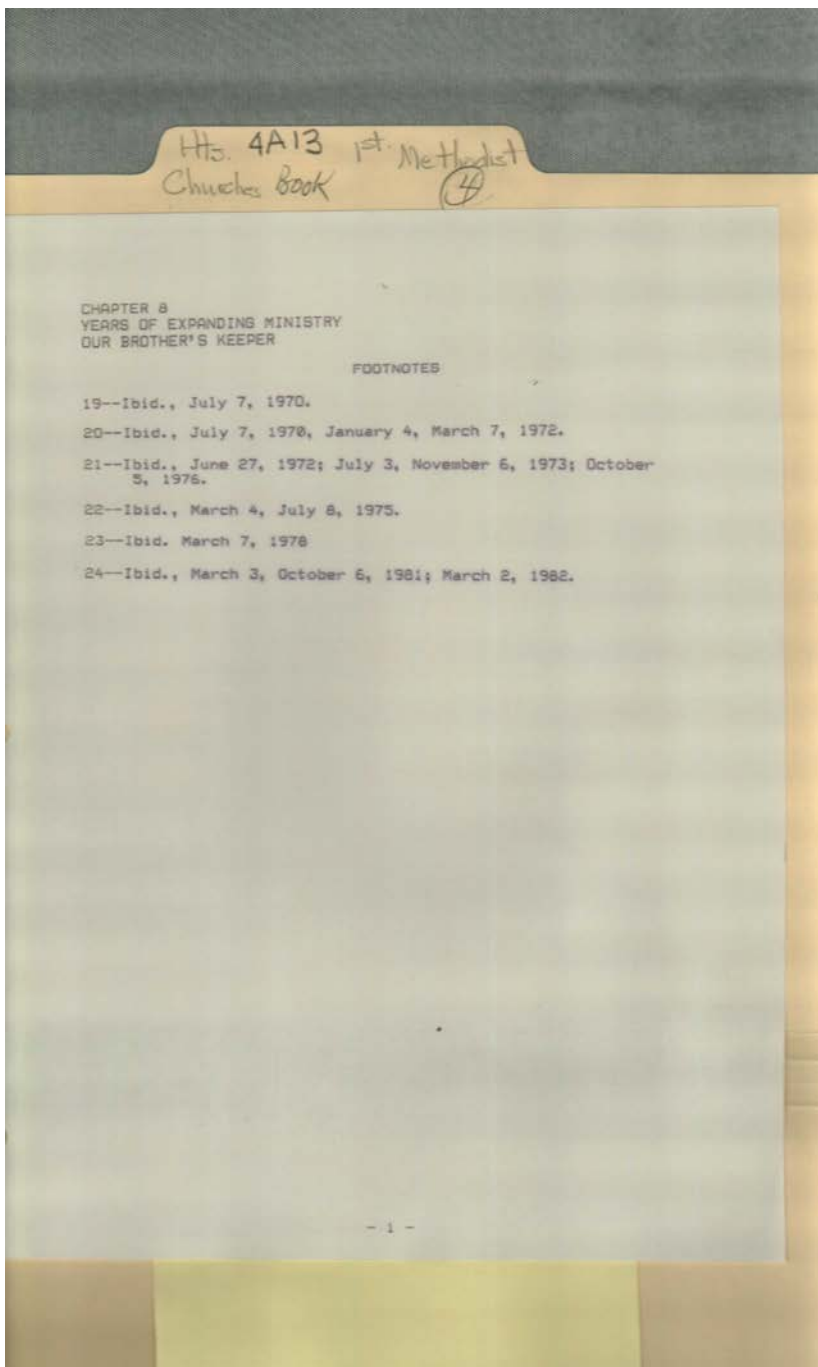 Hts. 4A13 1st. Methodist
Churches Book 4
CHAPTER 8
YEARS OF EXPANDING MINISTRY
OUR BROTHER'S KEEPER
FOOTNOTES
19--Ibid., July 7, 1970.
20--Ibid., July 7, 1970, January 4, March 7, 1972.
21--Ibid., June 27, 1972; July 3, November 6, 1973; October
5, 1976.
22--Ibid., March 4, July 8, 1975.
23--Ibid. March 7, 1978
24--Ibid., March 3, October 6, 1981; March 2, 1982.
- 1 -